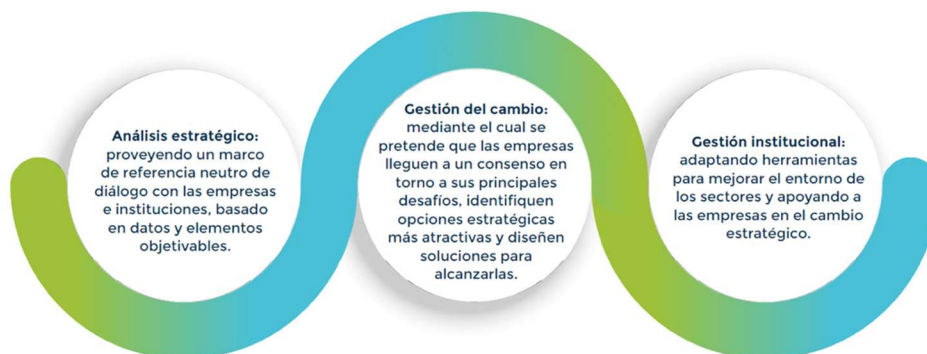 Análisis estratégico:
proveyendo un marco
de referencia neutro de
diálogo con las empresas
e instituciones, basado
en datos y elementos
objetivables.
Gestión del cambio:
mediante el cual se
pretende que las empresas
lleguen a un consenso en
torno a sus principales
desafíos, identifiquen
opciones estratégicas
más atractivas y diseñen
soluciones para
alcanzarlas.
Gestión institucional:
adaptando herramientas
para mejorar el entorno de
los sectores y apoyando a
las empresas en el cambio
estratégico.